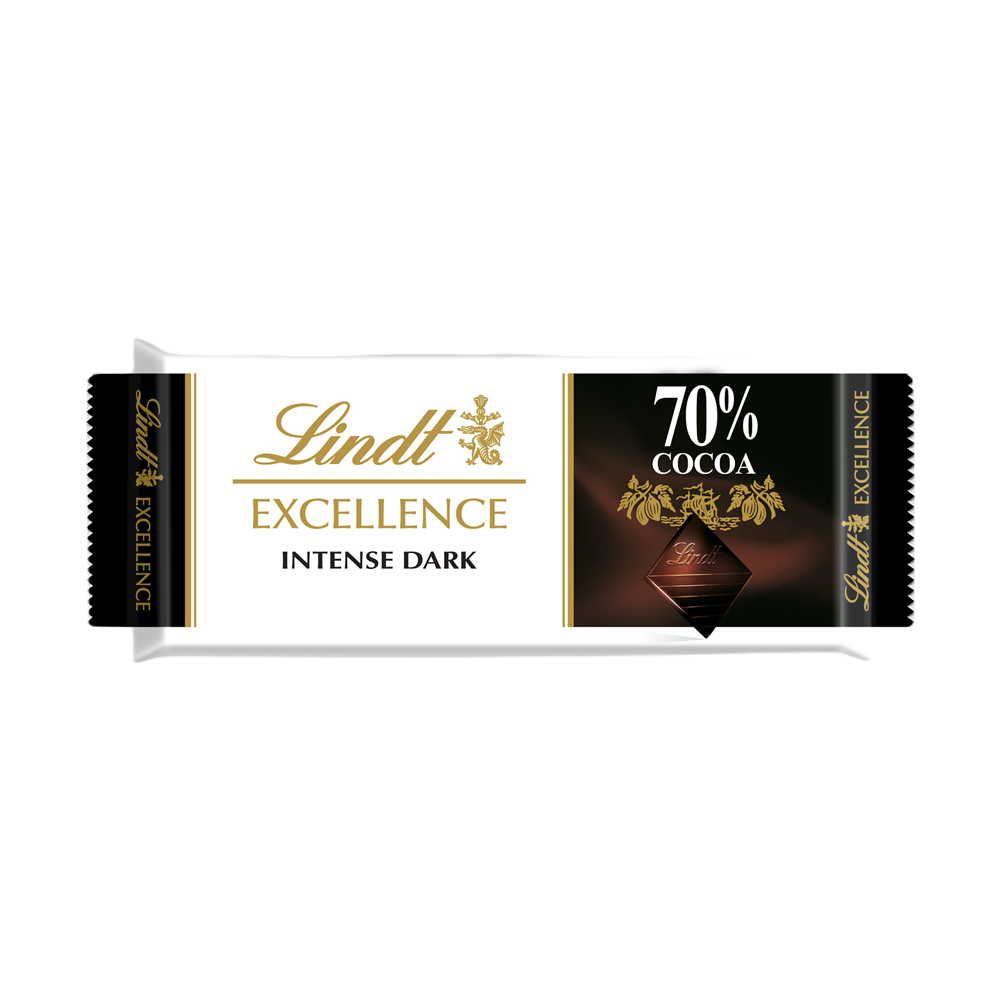 Lindt
EXCELLENCE
Lindt
EXCELLENCE
INTENSE DARK
70%
COCOA
Lindt
Lindt
EXCELLENCE